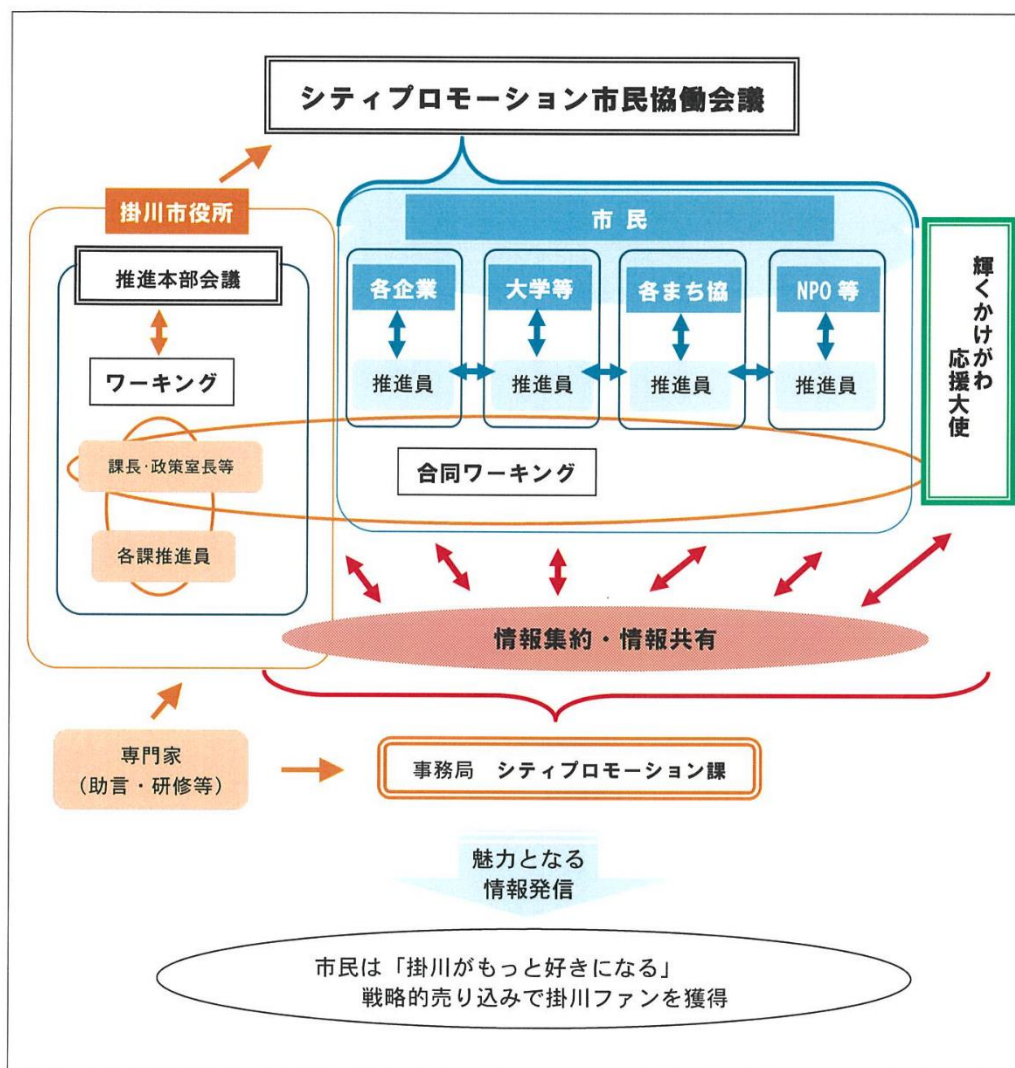 シティプロモーション市民協働会議
掛川市役所
推進本部会議
ワーキング
課長・政策室長等
各課推進員
市民
各企業
大学等
各まち協
NPO等
推進員
推進員
推進員
推進員
合同ワーキング
輝くかけがわ
応援大使
情報集約・情報共有
専門家
(助言・研修等)
事務局 シティプロモーション課
魅力となる
情報発信
市民は「掛川がもっと好きになる」
戦略的売り込みで掛川ファンを獲得